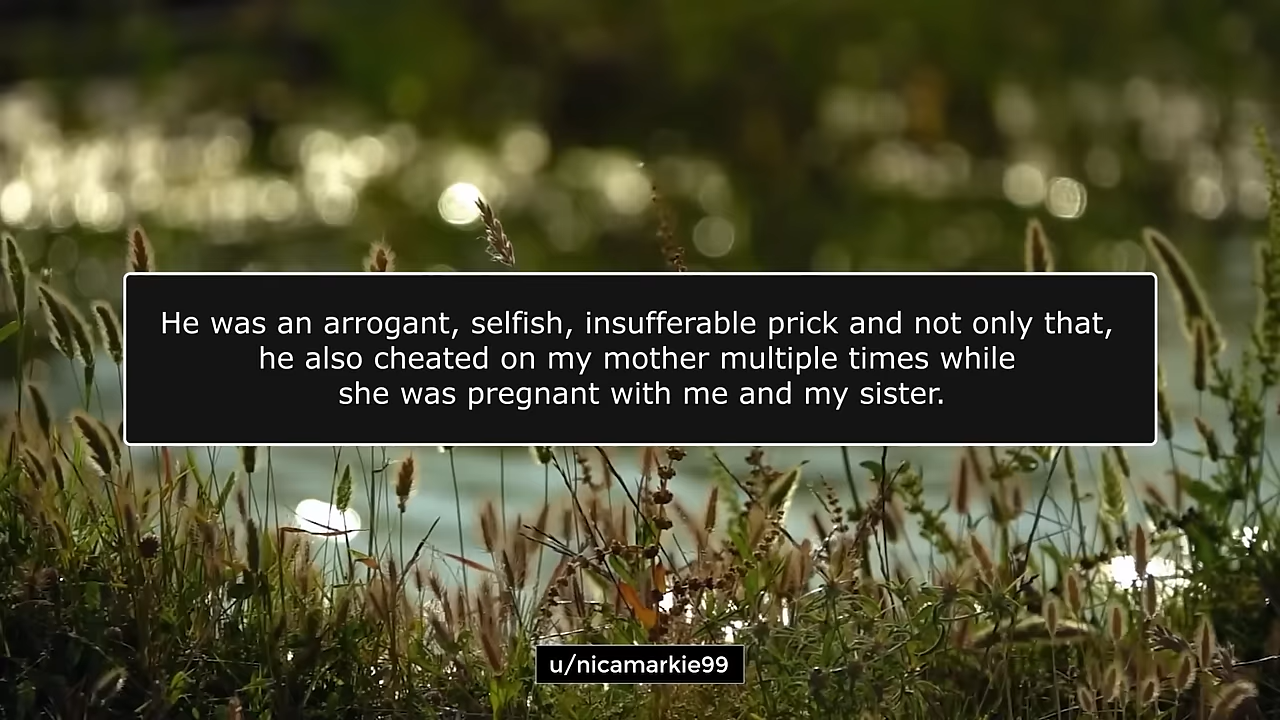 He was an arrogant, selfish, insufferable prick and not only that,
he also cheated on my mother multiple times while
she was pregnant with me and my sister.
u/nicamarkie99